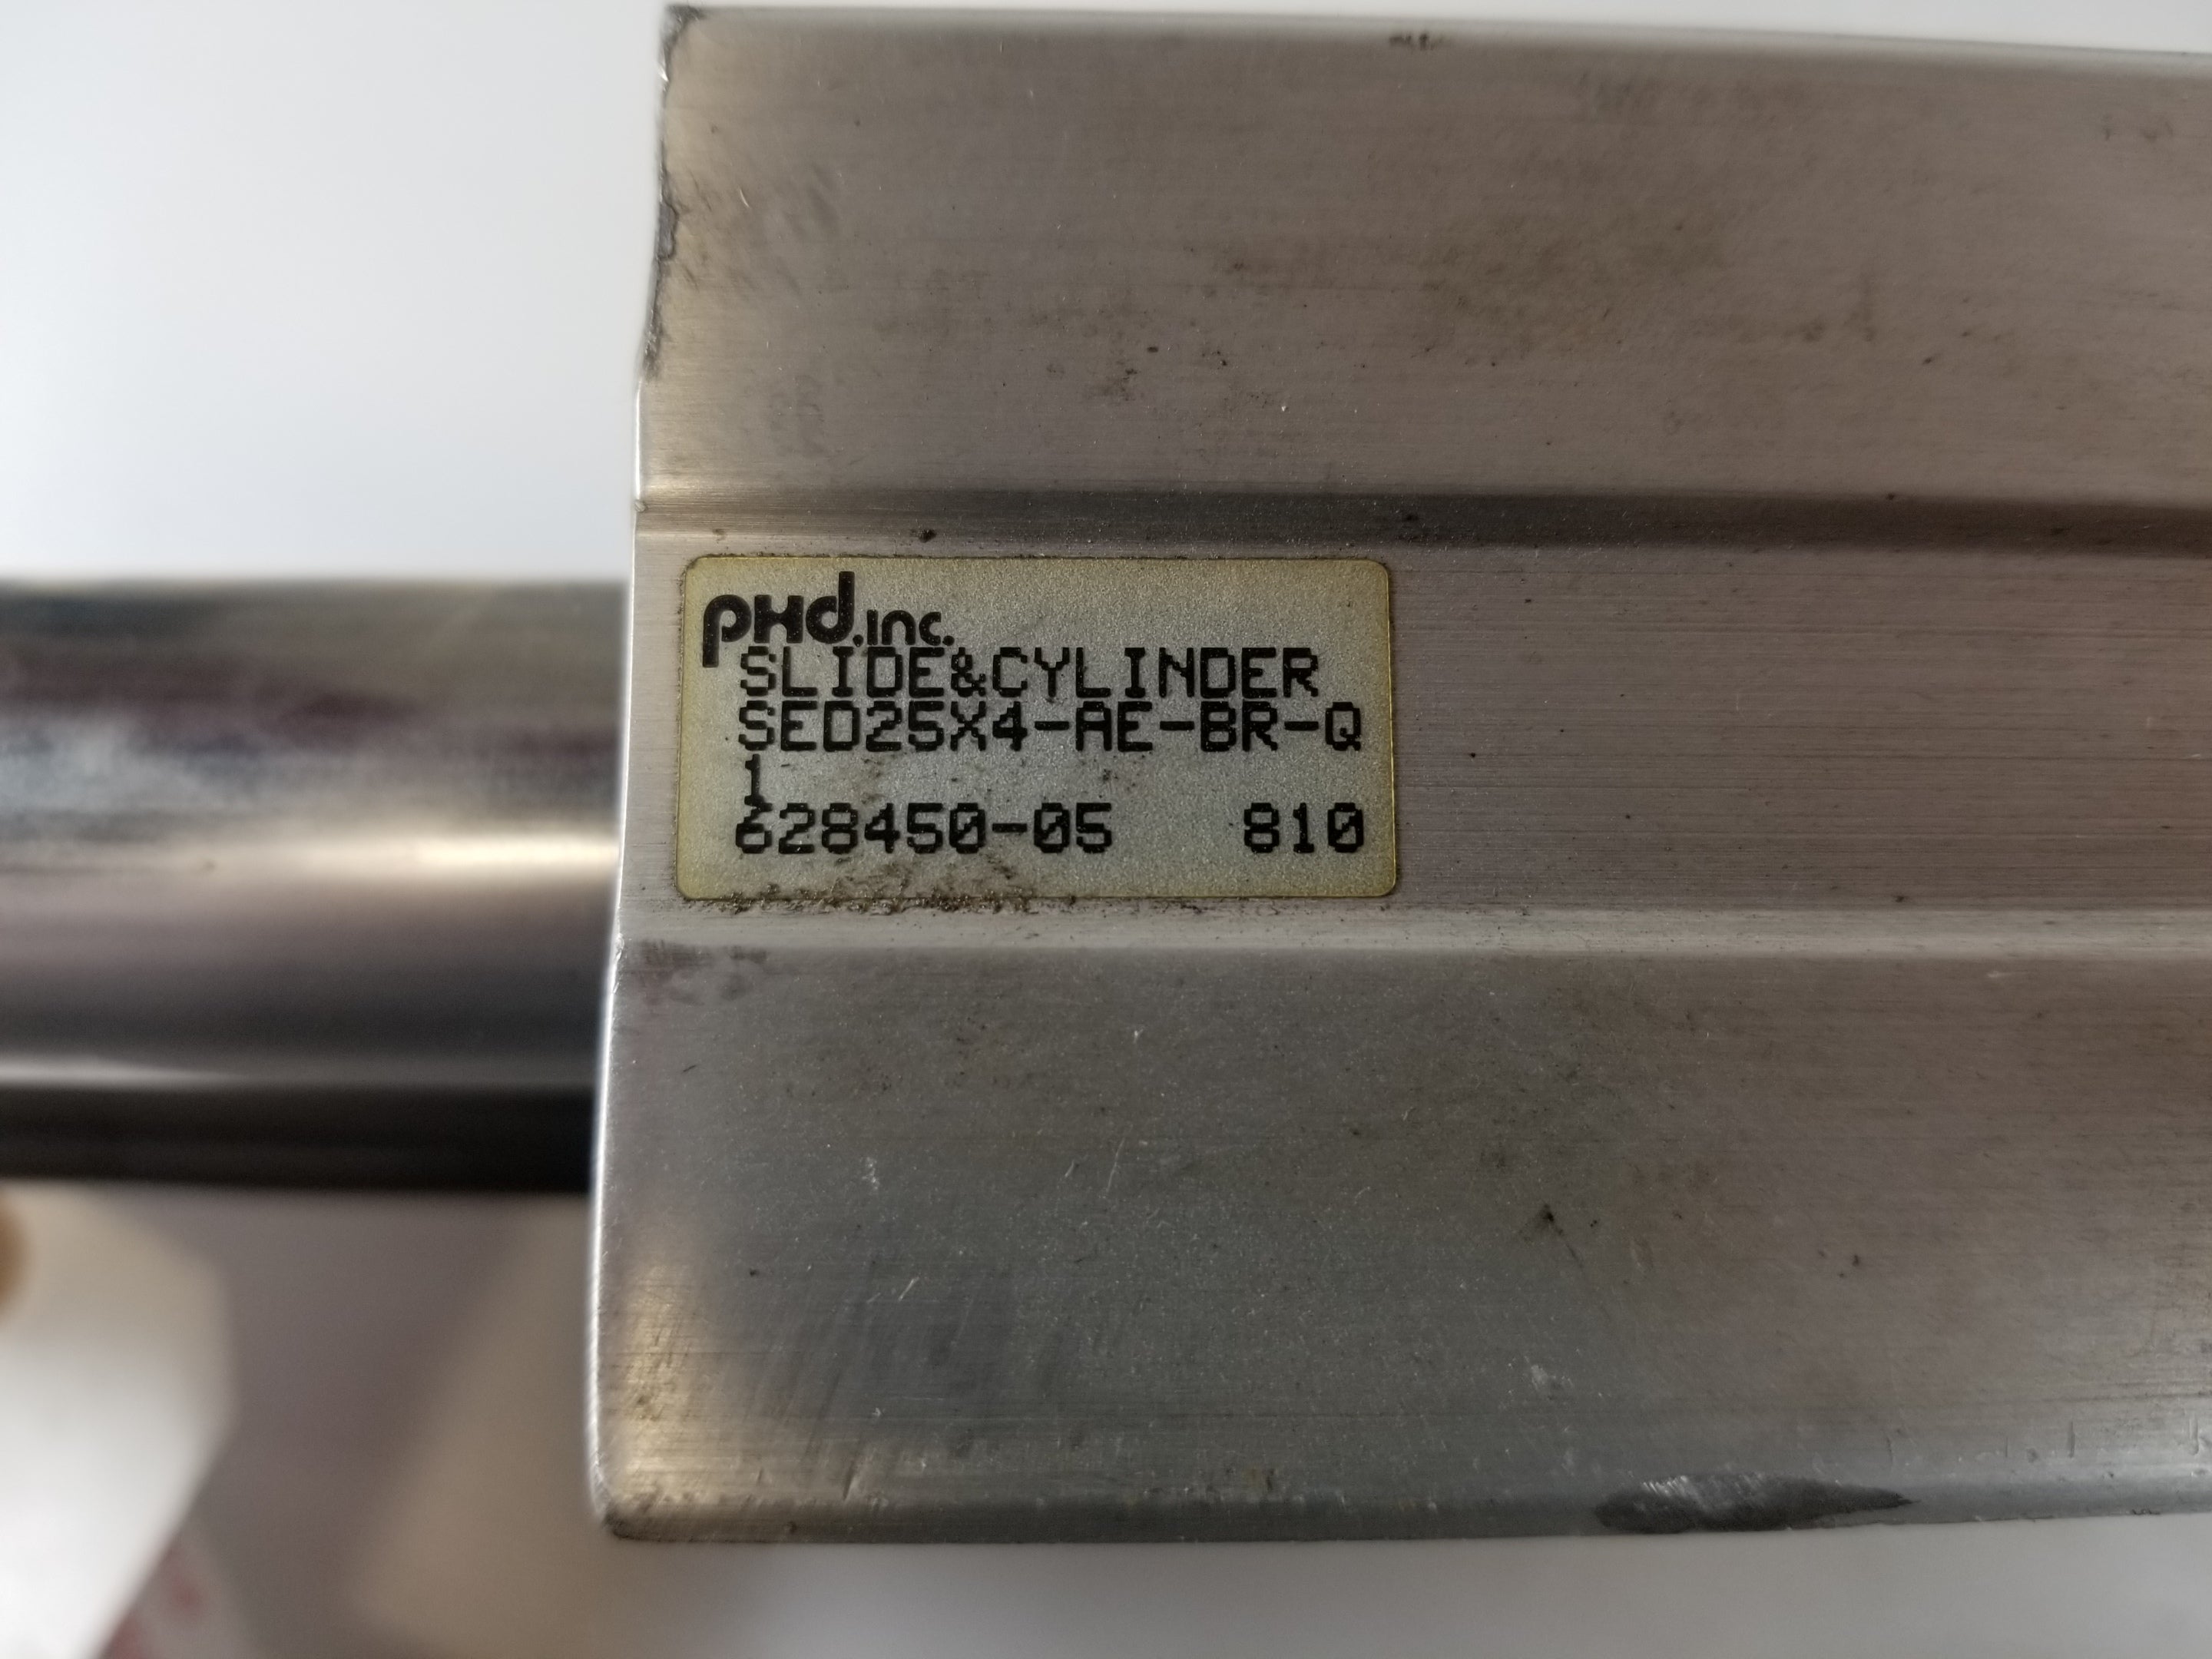 pHd, inc.
SLIDE&CYLINDER
SED25X4-AE-BR-Q
1
628450-05 810